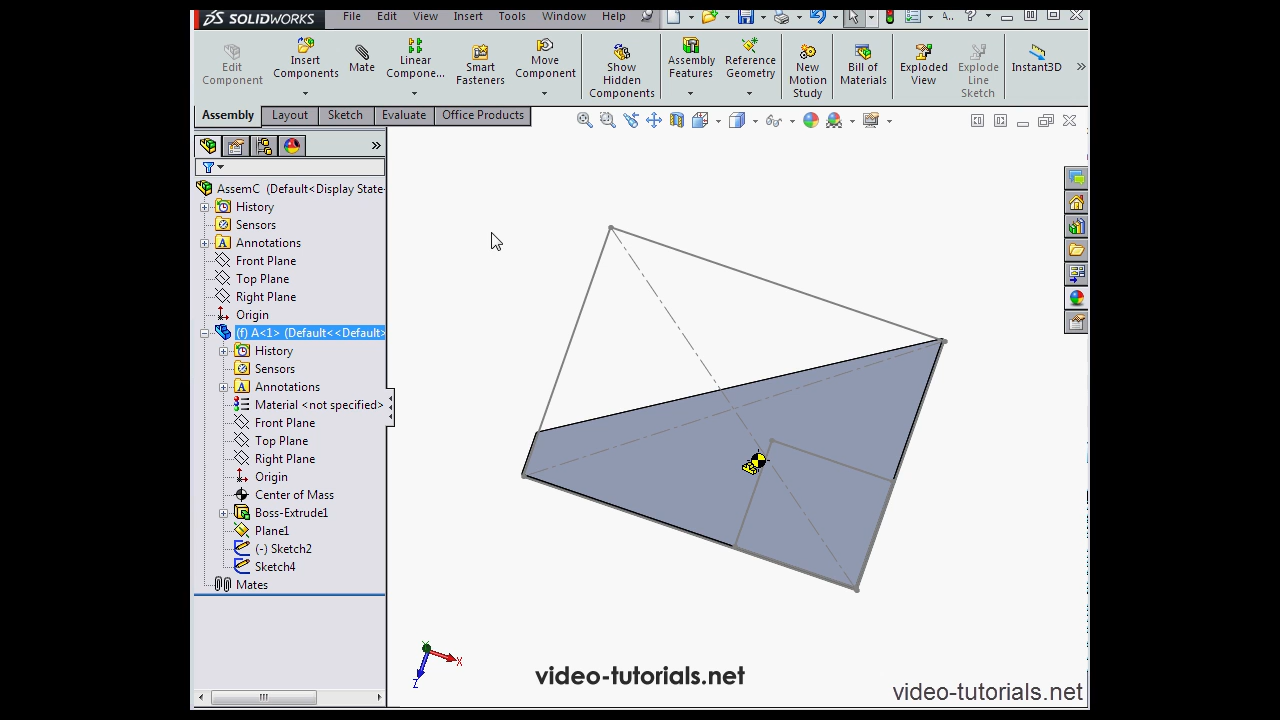 SOLIDWORKS File Edit View Insert Tools Window Help
Edit Component
Insert Components
Mate
Linear Compone...
Smart Fasteners
Move Component
Show Hidden Components
Assembly Features
Reference Geometry
New Motion Study
Bill of Materials
Exploded View
Explode Line Sketch
Instant3D
Assembly Layout Sketch Evaluate Office Products
AssemC (Default<Display State-
History
Sensors
Annotations
Front Plane
Top Plane
Right Plane
Origin
(f) A<1> (Default<<Default>
History
Sensors
Annotations
Material <not specified>
Front Plane
Top Plane
Right Plane
Origin
Center of Mass
Boss-Extrude1
Plane1
(-) Sketch2
Sketch4
Mates
Y
X
Z
video-tutorials.net
video-tutorials.net